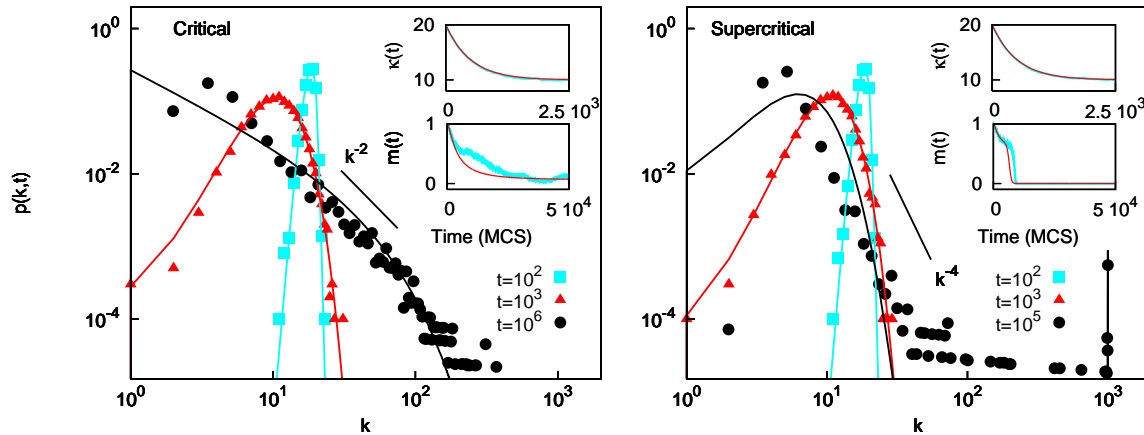 Critical
p(k,t)
10^0
10^-2
10^-4
10^0
10^1
10^2
10^3
k
k^-2
t=10^2
t=10^3
t=10^6
κ(t)
20
10
0
2.5 10^3
m(t)
1
0
0
5 10^4
Time (MCS)
Supercritical
10^0
10^-2
10^-4
10^0
10^1
10^2
10^3
k
k^-4
t=10^2
t=10^3
t=10^5
κ(t)
20
10
0
2.5 10^3
m(t)
1
0
0
5 10^4
Time (MCS)